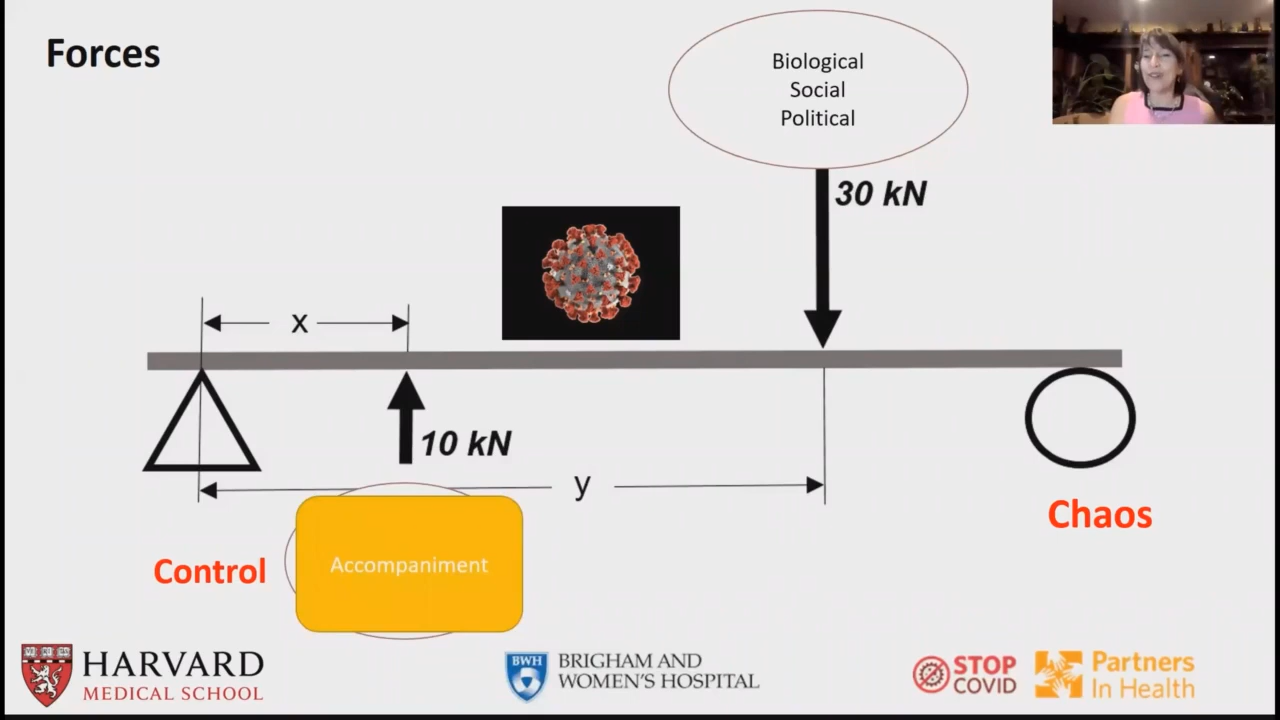 Forces
Biological
Social
Political
30 kN
x
10 kN
y
Chaos
Control
Accompaniment
HARVARD
MEDICAL SCHOOL
BWH
BRIGHAM AND
WOMEN'S HOSPITAL
STOP
COVID
Partners
In Health